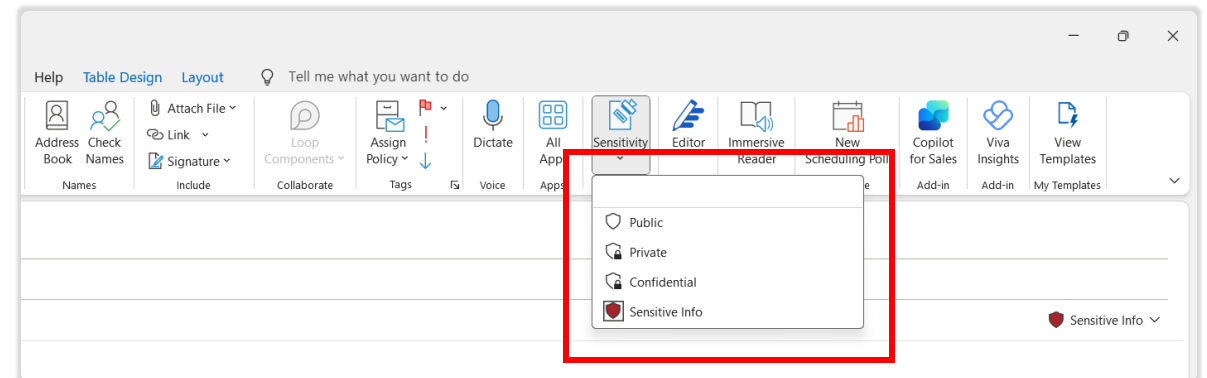 Help Table Design Layout Tell me what you want to do
Address Book
Check Names
Attach File
Link
Signature
Loop Components
Assign Policy
Dictate
All
Sensitivity
Editor
Immersive Reader
New Scheduling Poll
Copilot for Sales
Viva Insights
View Templates
Names Include Collaborate Tags Voice Add-in Add-in My Templates
Public
Private
Confidential
Sensitive Info
Sensitive Info